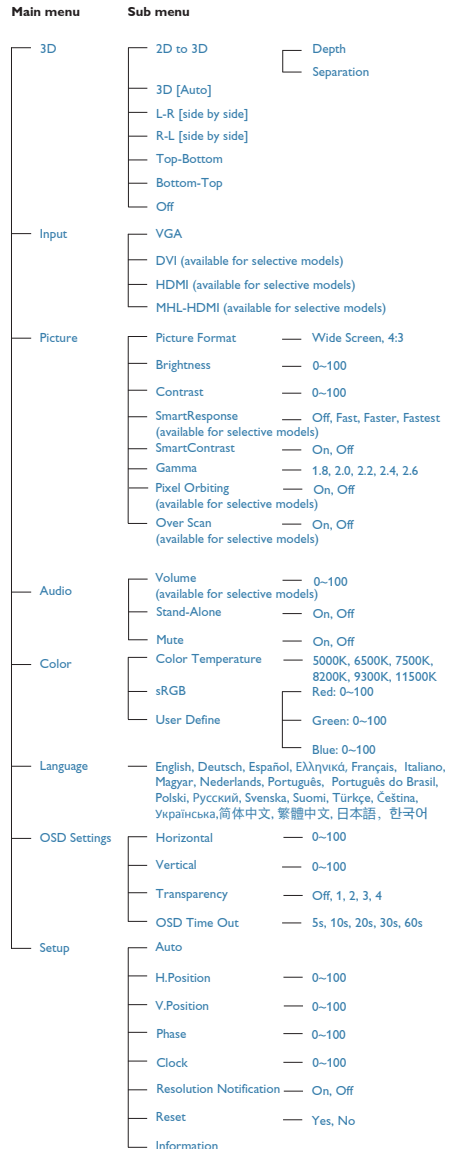 Main menu Sub menu
3D 2D to 3D Depth
Separation
3D [Auto]
L-R [side by side]
R-L [side by side]
Top-Bottom
Bottom-Top
Off
Input VGA
DVI (available for selective models)
HDMI (available for selective models)
MHL-HDMI (available for selective models)
Picture Picture Format Wide Screen, 4:3
Brightness 0~100
Contrast 0~100
SmartResponse Off, Fast, Faster, Fastest
(available for selective models)
SmartContrast On, Off
Gamma 1.8, 2.0, 2.2, 2.4, 2.6
Pixel Orbiting On, Off
(available for selective models)
Over Scan On, Off
(available for selective models)
Audio Volume 0~100
(available for selective models)
Stand-Alone On, Off
Mute On, Off
Color Color Temperature 5000K, 6500K, 7500K,
8200K, 9300K, 11500K
sRGB Red: 0~100
User Define Green: 0~100
Blue: 0~100
Language English, Deutsch, Español, Ελληνικά, Français, Italiano,
Magyar, Nederlands, Português, Português do Brasil,
Polski, Русский, Svenska, Suomi, Türkçe, Čeština,
Українська,简体中文, 繁體中文, 日本語, 한국어
OSD Settings Horizontal 0~100
Vertical 0~100
Transparency Off, 1, 2, 3, 4
OSD Time Out 5s, 10s, 20s, 30s, 60s
Setup Auto
H.Position 0~100
V.Position 0~100
Phase 0~100
Clock 0~100
Resolution Notification On, Off
Reset Yes, No
Information